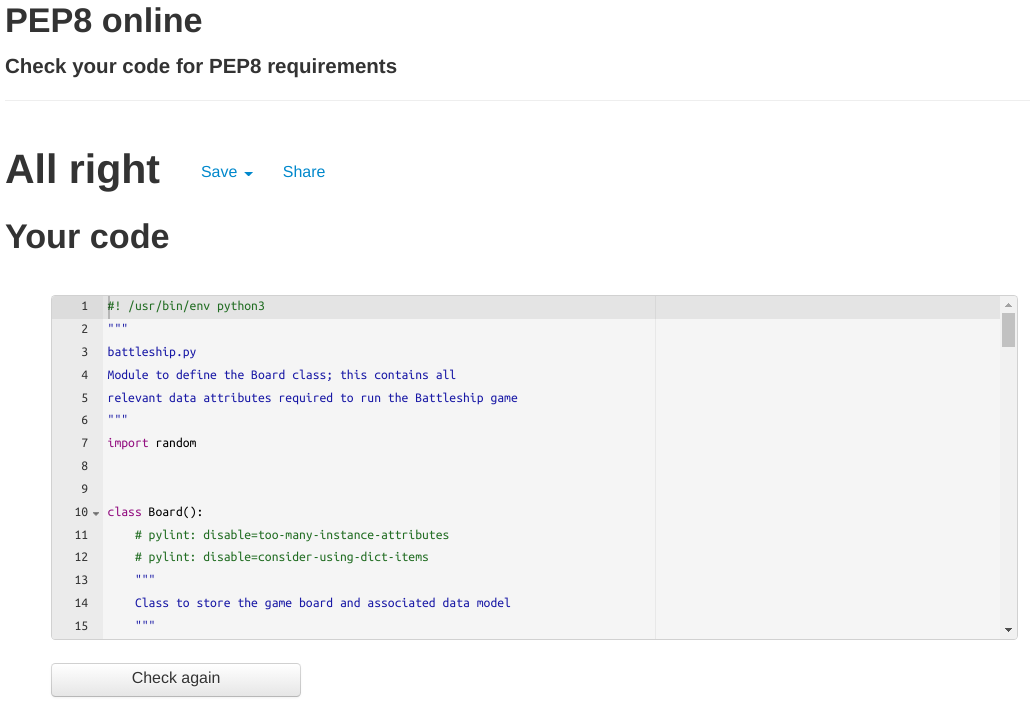 PEP8 online
Check your code for PEP8 requirements
All right Save Share
Your code
1 #! /usr/bin/env python3
2 """
3 battleship.py
4 Module to define the Board class; this contains all
5 relevant data attributes required to run the Battleship game
6 """
7 import random
8
9
10 class Board():
11     # pylint: disable=too-many-instance-attributes
12     # pylint: disable=consider-using-dict-items
13     """
14     Class to store the game board and associated data model
15     """
Check again